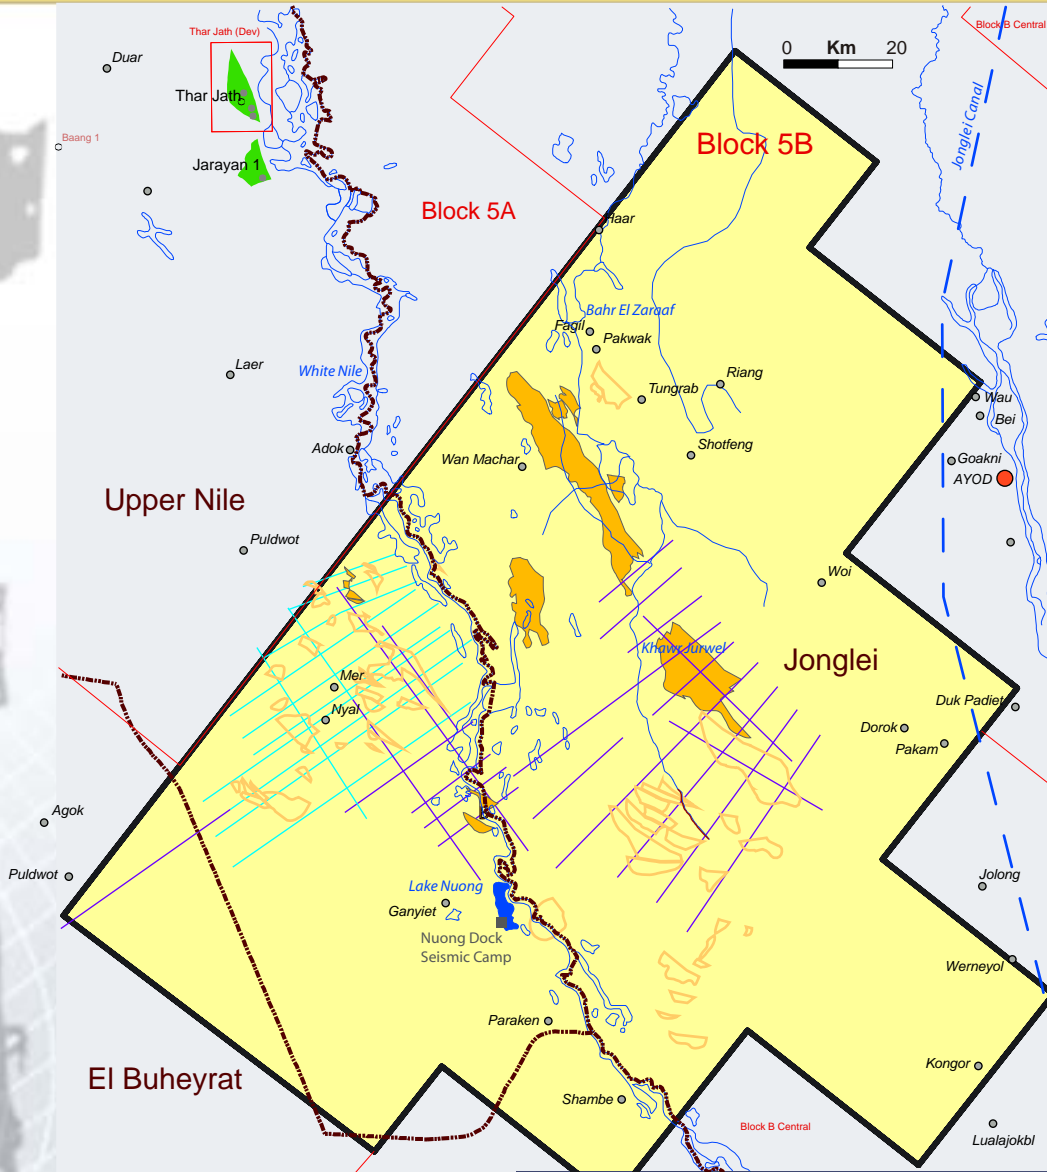 Block B Central
Thar Jath (Dev)
0 Km 20
Duar
Thar Jath
Jonglei Canal
Baang 1
Block 5B
Jarayan 1
Block 5A
Haar
Bahr El Zaraaf
Fagil
Pakwak
Laer
White Nile
Riang
Tungrab
Wau
Bei
Adok
Wan Machar
Shotfeng
Goakni
AYOD
Upper Nile
Puldwot
Woi
Khawr Jurwel
Jonglei
Mer
Nyal
Duk Padiet
Dorok
Pakam
Agok
Puldwot
Lake Nuong
Ganyiet
Jolong
Nuong Dock
Seismic Camp
Werneyol
Paraken
Kongor
El Buheyrat
Shambe
Block B Central
Lualajokbl